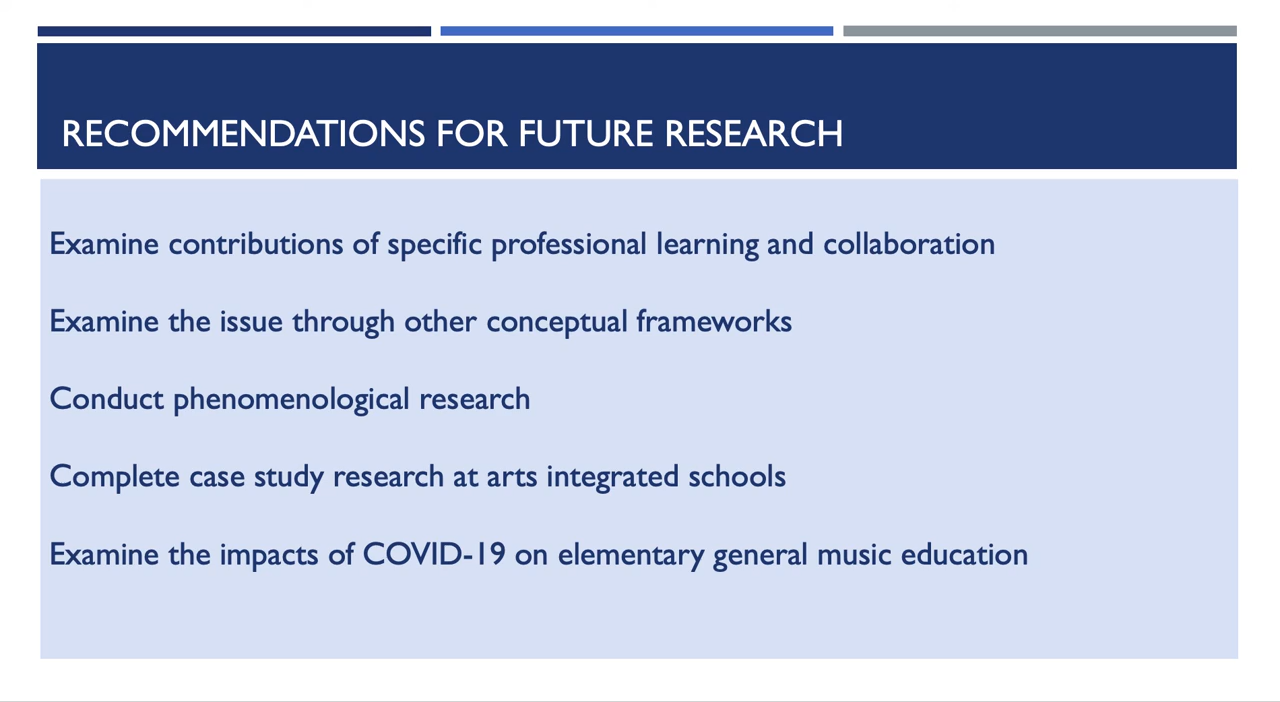 RECOMMENDATIONS FOR FUTURE RESEARCH
Examine contributions of specific professional learning and collaboration
Examine the issue through other conceptual frameworks
Conduct phenomenological research
Complete case study research at arts integrated schools
Examine the impacts of COVID-19 on elementary general music education